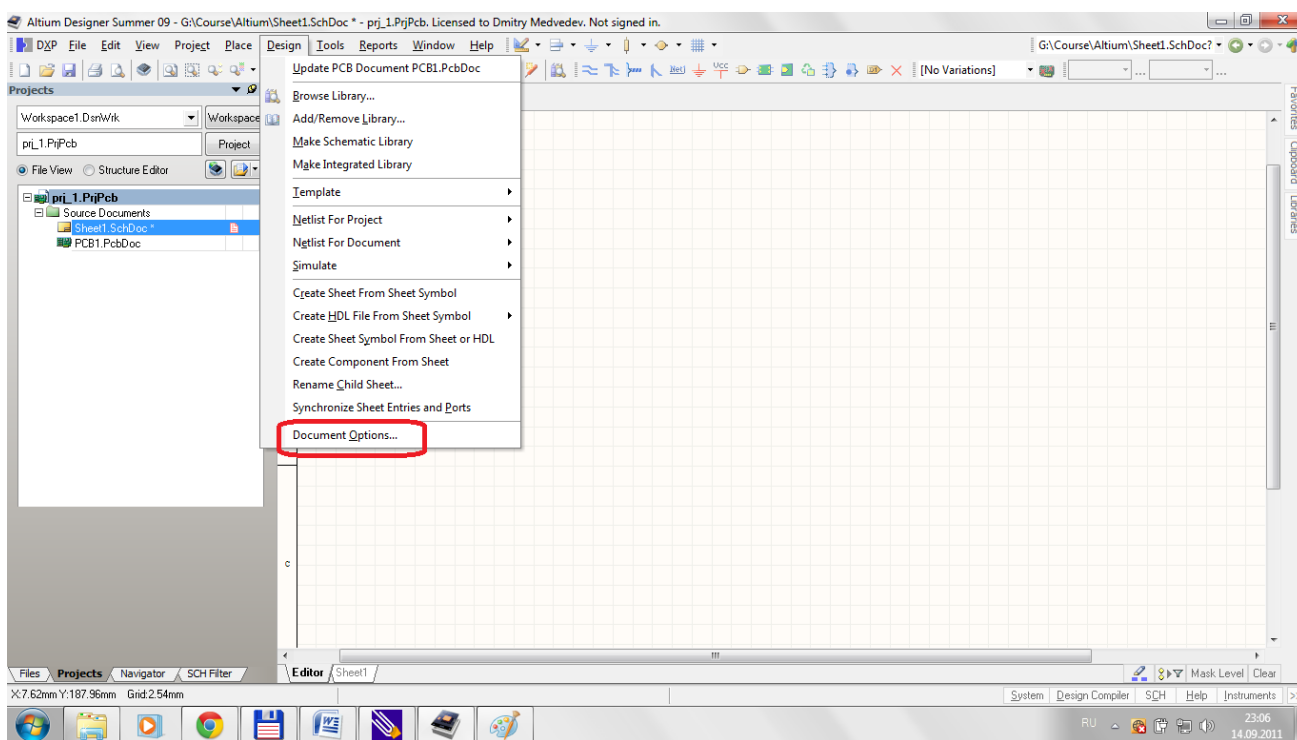 Altium Designer Summer 09 - G:\Course\Altium\Sheet1.SchDoc * - prj_1.PrjPcb. Licensed to Dmitry Medvedev. Not signed in.
DXP File Edit View Project Place Design Tools Reports Window Help G:\Course\Altium\Sheet1.SchDoc?
Net1 Vcc [No Variations] ... ...
Projects
Workspace1.DsnWrk Workspace
prj_1.PrjPcb Project
File View Structure Editor
prj_1.PrjPcb
Source Documents
Sheet1.SchDoc *
PCB1.PcbDoc
Update PCB Document PCB1.PcbDoc
Browse Library...
Add/Remove Library...
Make Schematic Library
Make Integrated Library
Template
Netlist For Project
Netlist For Document
Simulate
Create Sheet From Sheet Symbol
Create HDL File From Sheet Symbol
Create Sheet Symbol From Sheet or HDL
Create Component From Sheet
Rename Child Sheet...
Synchronize Sheet Entries and Ports
Document Options...
Favorites
Clipboard
Libraries
C
Files Projects Navigator SCH Filter Editor Sheet1 Mask Level Clear
X:7.62mm Y:187.96mm Grid:2.54mm System Design Compiler SCH Help Instruments >>
RU 23:06
14.09.2011